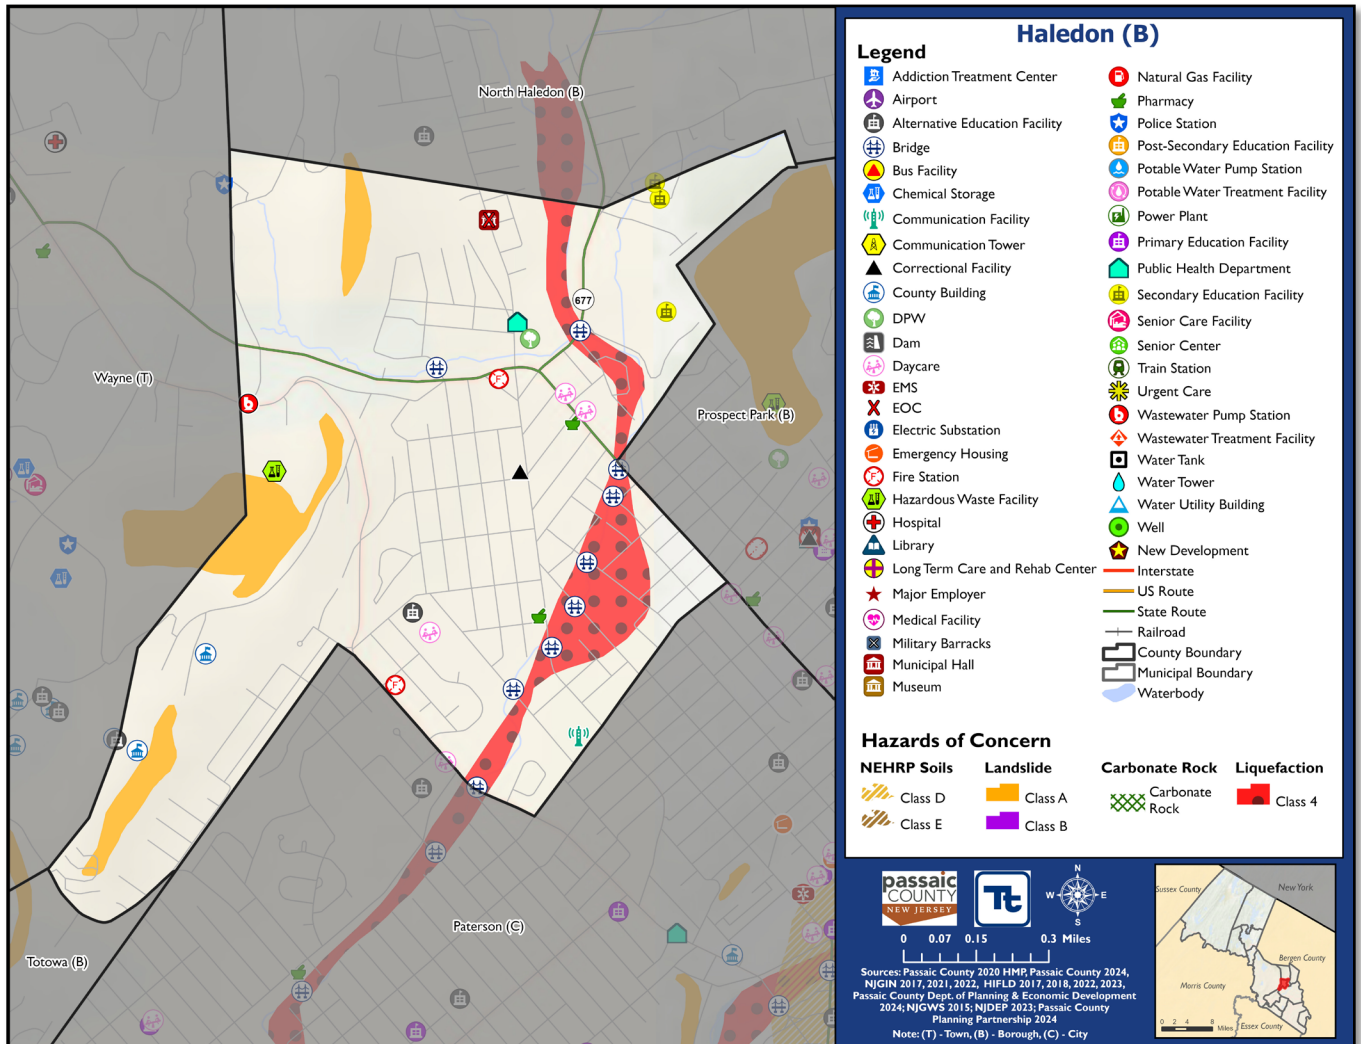 North Haledon (B)
677
Wayne (T)
Prospect Park (B)
Paterson (C)
Totowa (B)
Haledon (B)
Legend
Addiction Treatment Center
Airport
Alternative Education Facility
Bridge
Bus Facility
Chemical Storage
Communication Facility
Communication Tower
Correctional Facility
County Building
DPW
Dam
Daycare
EMS
EOC
Electric Substation
Emergency Housing
Fire Station
Hazardous Waste Facility
Hospital
Library
Long Term Care and Rehab Center
Major Employer
Medical Facility
Military Barracks
Municipal Hall
Museum
Natural Gas Facility
Pharmacy
Police Station
Post-Secondary Education Facility
Potable Water Pump Station
Potable Water Treatment Facility
Power Plant
Primary Education Facility
Public Health Department
Secondary Education Facility
Senior Care Facility
Senior Center
Train Station
Urgent Care
Wastewater Pump Station
Wastewater Treatment Facility
Water Tank
Water Tower
Water Utility Building
Well
New Development
Interstate
US Route
State Route
Railroad
County Boundary
Municipal Boundary
Waterbody
Hazards of Concern
NEHRP Soils
Class D
Class E
Landslide
Class A
Class B
Carbonate Rock
Carbonate
Rock
Liquefaction
Class 4
passaic
COUNTY
NEW JERSEY
Tt
N
W E
S
0 0.07 0.15 0.3 Miles
Sources: Passaic County 2020 HMP, Passaic County 2024,
NJGIN 2017, 2021, 2022, HIFLD 2017, 2018, 2022, 2023,
Passaic County Dept. of Planning & Economic Development
2024; NJGWS 2015; NJDEP 2023; Passaic County
Planning Partnership 2024
Note: (T) - Town, (B) - Borough, (C) - City
Sussex County
New York
Bergen County
Morris County
Essex County
0 2 4 8 Miles